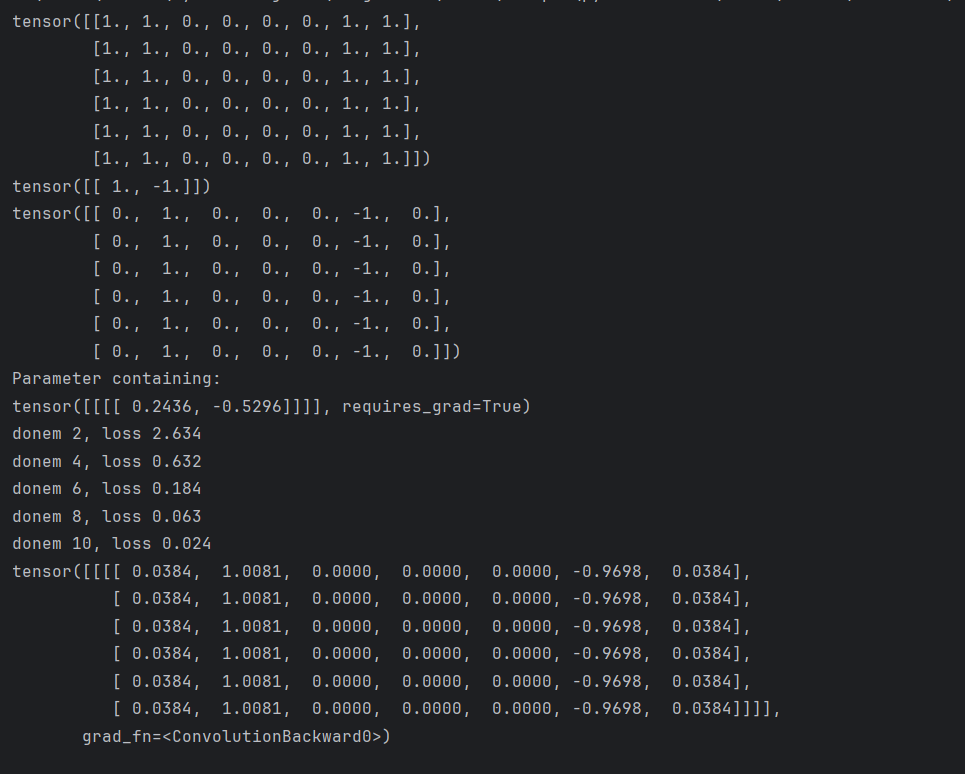 tensor([[1., 1., 0., 0., 0., 0., 1., 1.],
        [1., 1., 0., 0., 0., 0., 1., 1.],
        [1., 1., 0., 0., 0., 0., 1., 1.],
        [1., 1., 0., 0., 0., 0., 1., 1.],
        [1., 1., 0., 0., 0., 0., 1., 1.],
        [1., 1., 0., 0., 0., 0., 1., 1.]])
tensor([[ 1., -1.]])
tensor([[ 0.,  1.,  0.,  0.,  0., -1.,  0.],
        [ 0.,  1.,  0.,  0.,  0., -1.,  0.],
        [ 0.,  1.,  0.,  0.,  0., -1.,  0.],
        [ 0.,  1.,  0.,  0.,  0., -1.,  0.],
        [ 0.,  1.,  0.,  0.,  0., -1.,  0.],
        [ 0.,  1.,  0.,  0.,  0., -1.,  0.]])
Parameter containing:
tensor([[[[ 0.2436, -0.5296]]]], requires_grad=True)
donem 2, loss 2.634
donem 4, loss 0.632
donem 6, loss 0.184
donem 8, loss 0.063
donem 10, loss 0.024
tensor([[[[ 0.0384,  1.0081,  0.0000,  0.0000,  0.0000, -0.9698,  0.0384],
          [ 0.0384,  1.0081,  0.0000,  0.0000,  0.0000, -0.9698,  0.0384],
          [ 0.0384,  1.0081,  0.0000,  0.0000,  0.0000, -0.9698,  0.0384],
          [ 0.0384,  1.0081,  0.0000,  0.0000,  0.0000, -0.9698,  0.0384],
          [ 0.0384,  1.0081,  0.0000,  0.0000,  0.0000, -0.9698,  0.0384],
          [ 0.0384,  1.0081,  0.0000,  0.0000,  0.0000, -0.9698,  0.0384]]]],
       grad_fn=<ConvolutionBackward0>)